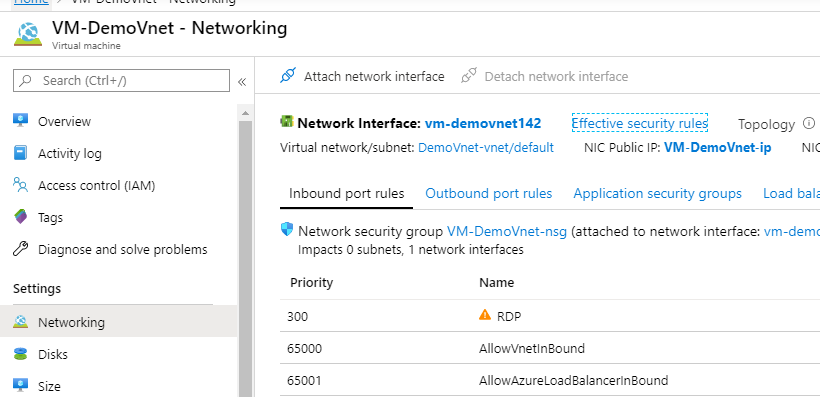 Home > VM-DemoVnet - Networking
VM-DemoVnet - Networking
Virtual machine
Search (Ctrl+/)
«
Overview
Activity log
Access control (IAM)
Tags
Diagnose and solve problems
Settings
Networking
Disks
Size
Attach network interface Detach network interface
Network Interface: vm-demovnet142 Effective security rules Topology
Virtual network/subnet: DemoVnet-vnet/default NIC Public IP: VM-DemoVnet-ip NIC
Inbound port rules Outbound port rules Application security groups Load bala
Network security group VM-DemoVnet-nsg (attached to network interface: vm-demo
Impacts 0 subnets, 1 network interfaces
Priority Name
300 RDP
65000 AllowVnetInBound
65001 AllowAzureLoadBalancerInBound